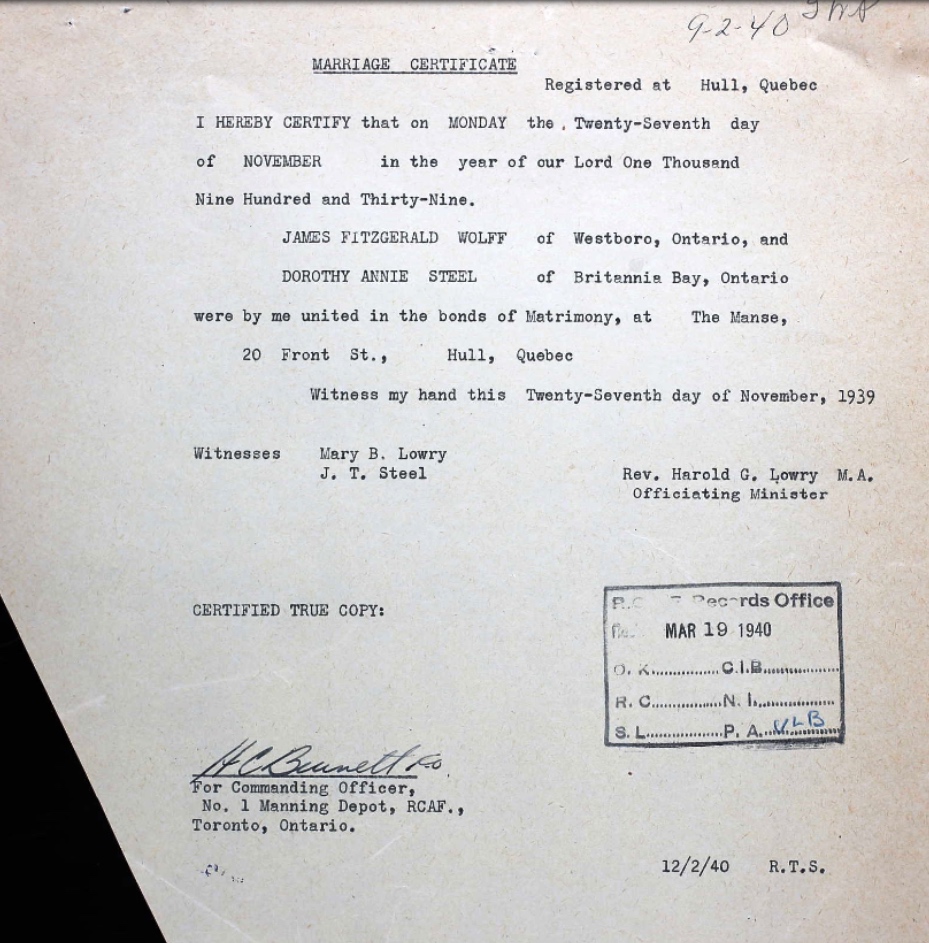 9-2-40
MARRIAGE CERTIFICATE
Registered at Hull, Quebec
I HEREBY CERTIFY that on MONDAY the Twenty-Seventh day
of NOVEMBER in the year of our Lord One Thousand
Nine Hundred and Thirty-Nine.
JAMES FITZGERALD WOLFF of Westboro, Ontario, and
DOROTHY ANNIE STEEL of Britannia Bay, Ontario
were by me united in the bonds of Matrimony, at The Manse,
20 Front St., Hull, Quebec
Witness my hand this Twenty-Seventh day of November, 1939
Witnesses Mary B. Lowry
J. T. Steel
Rev. Harold G. Lowry M.A.
Officiating Minister
CERTIFIED TRUE COPY:
Records Office
MAR 19 1940
O. K. C.I.B.
R. C. N. I.
S. L. P. A.
H C Bennett
For Commanding Officer,
No. 1 Manning Depot, RCAF.,
Toronto, Ontario.
12/2/40 R.T.S.